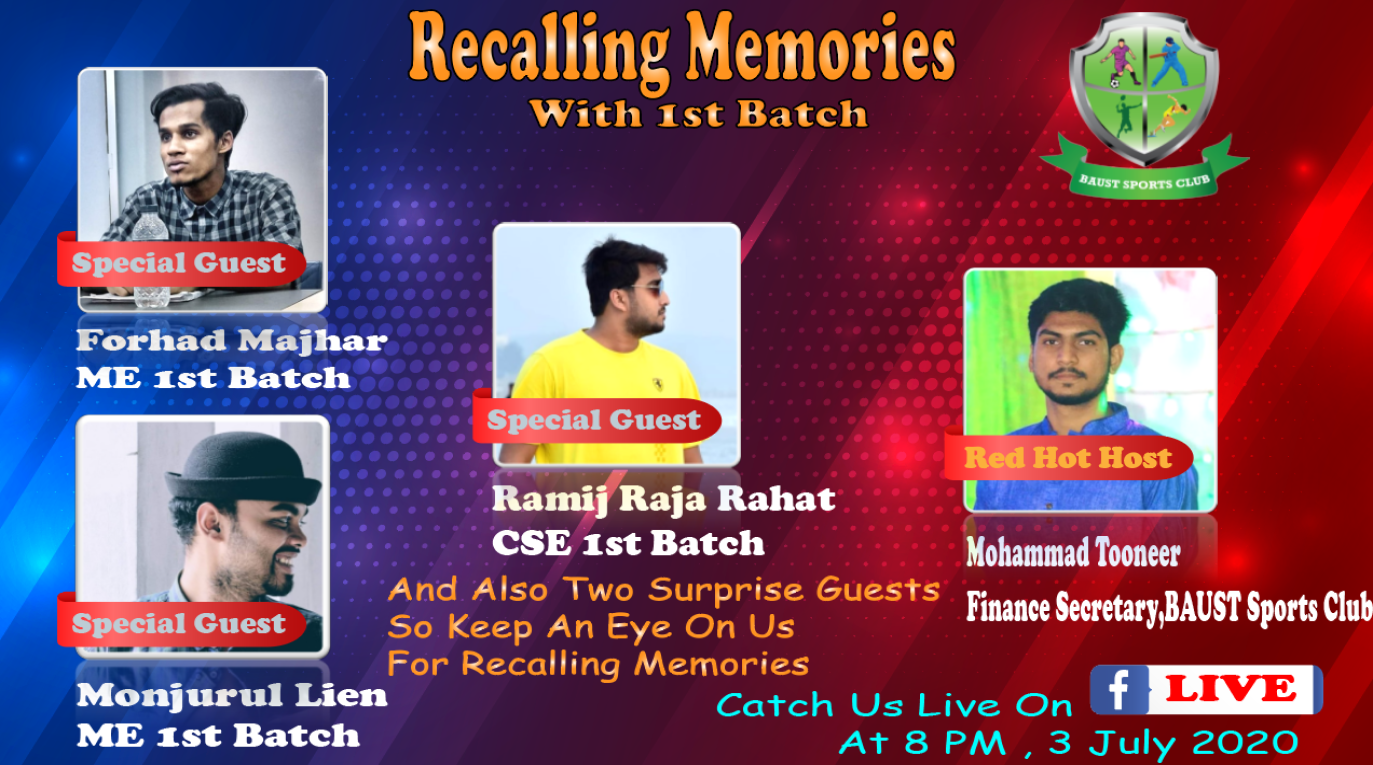 Recalling Memories
With 1st Batch
BAUST SPORTS CLUB
Special Guest
Forhad Majhar
ME 1st Batch
Special Guest
Monjurul Lien
ME 1st Batch
Special Guest
Ramij Raja Rahat
CSE 1st Batch
Red Hot Host
Mohammad Tooneer
Finance Secretary,BAUST Sports Club
And Also Two Surprise Guests
So Keep An Eye On Us
For Recalling Memories
Catch Us Live On f LIVE
At 8 PM , 3 July 2020